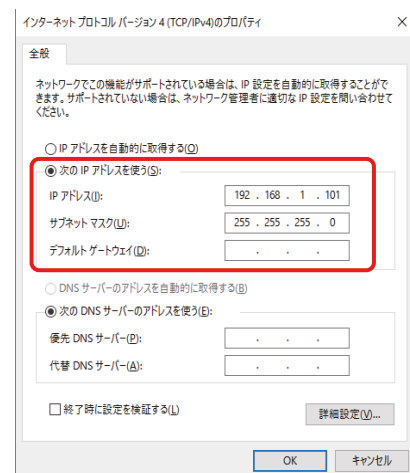 インターネット プロトコル バージョン 4 (TCP/IPv4)のプロパティ
全般
ネットワークでこの機能がサポートされている場合は、IP 設定を自動的に取得することがで
きます。サポートされていない場合は、ネットワーク管理者に適切な IP 設定を問い合わせて
ください。
IP アドレスを自動的に取得する(O)
次の IP アドレスを使う(S):
IP アドレス(I): 192 . 168 . 1 . 101
サブネット マスク(U): 255 . 255 . 255 . 0
デフォルト ゲートウェイ(D): . . .
DNS サーバーのアドレスを自動的に取得する(B)
次の DNS サーバーのアドレスを使う(E):
優先 DNS サーバー(P): . . .
代替 DNS サーバー(A): . . .
終了時に設定を検証する(L)
詳細設定(V)...
OK キャンセル